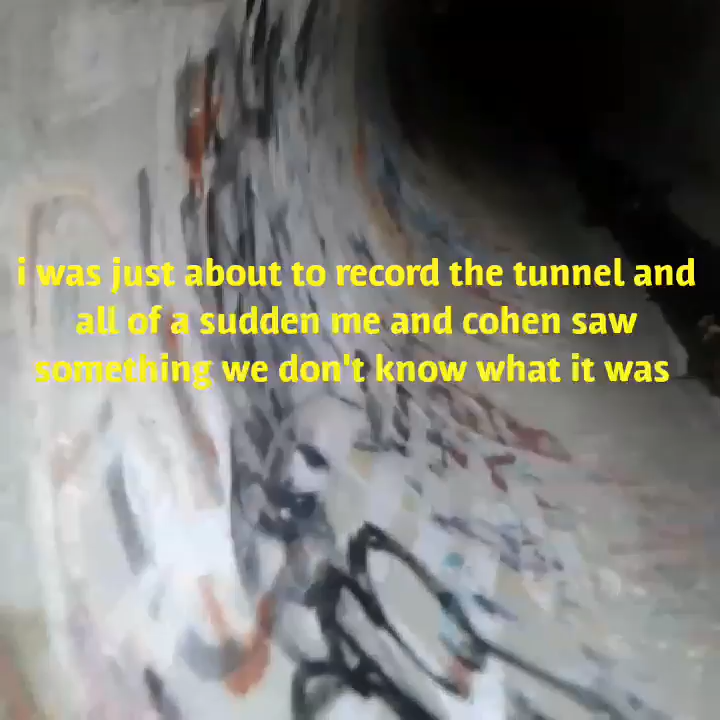 i was just about to record the tunnel and
all of a sudden me and cohen saw
something we don't know what it was